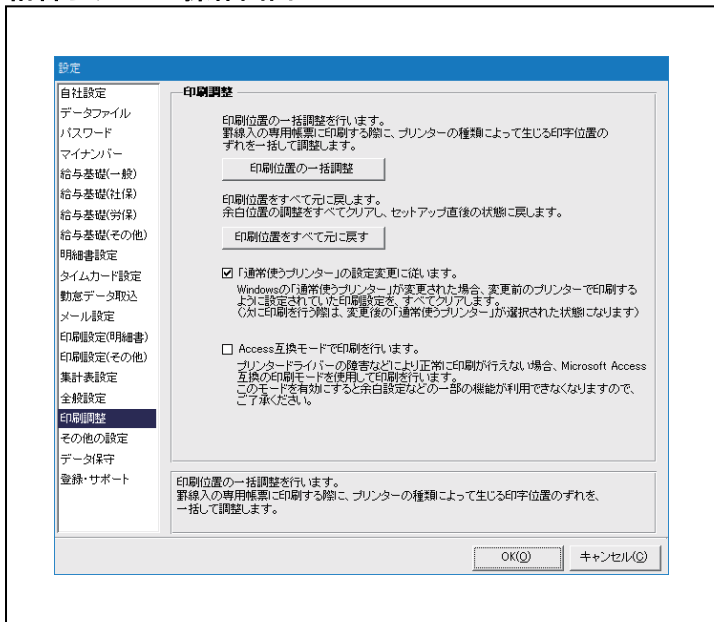 設定
自社設定
データファイル
パスワード
マイナンバー
給与基礎(一般)
給与基礎(社保)
給与基礎(労保)
給与基礎(その他)
明細書設定
タイムカード設定
勤怠データ取込
メール設定
印刷設定(明細書)
印刷設定(その他)
集計表設定
全般設定
印刷調整
その他の設定
データ保守
登録・サポート
印刷調整
印刷位置の一括調整を行います。
罫線入の専用帳票に印刷する際に、プリンターの種類によって生じる印字位置の
ずれを一括して調整します。
印刷位置の一括調整
印刷位置をすべて元に戻します。
余白位置の調整をすべてクリアし、セットアップ直後の状態に戻します。
印刷位置をすべて元に戻す
「通常使うプリンター」の設定変更に従います。
Windowsの「通常使うプリンター」が変更された場合、変更前のプリンターで印刷する
ように設定されていた印刷設定を、すべてクリアします。
(次に印刷を行う際は、変更後の「通常使うプリンター」が選択された状態になります)
Access互換モードで印刷を行います。
プリンタードライバーの障害などにより正常に印刷が行えない場合、Microsoft Access
互換の印刷モードを使用して印刷を行います。
このモードを有効にすると余白設定などの一部の機能が利用できなくなりますので、
ご了承ください。
印刷位置の一括調整を行います。
罫線入の専用帳票に印刷する際に、プリンターの種類によって生じる印字位置のずれを、
一括して調整します。
OK(O)
キャンセル(C)